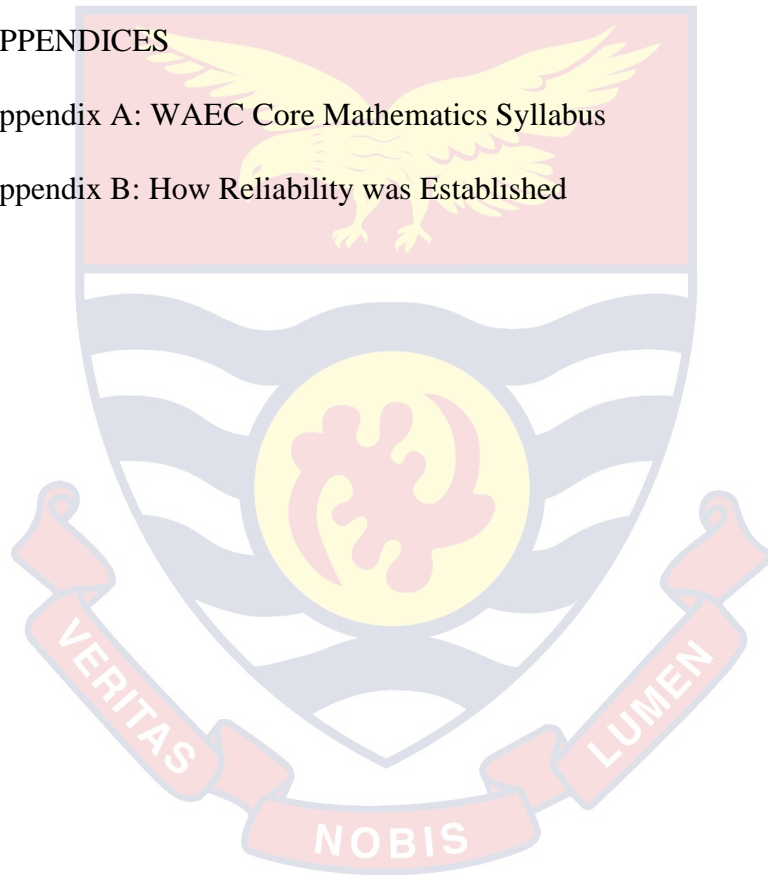 PPENDICES
ppendix A: WAEC Core Mathematics Syllabus
ppendix B: How Reliability was Established
VERITAS
NOBIS
LUMEN